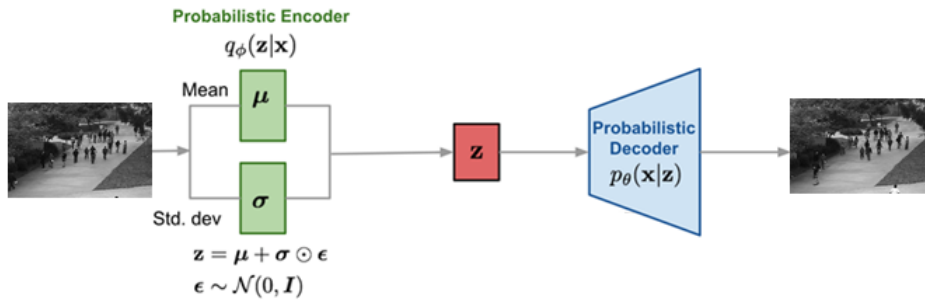 Probabilistic Encoder
qϕ(z|x)
Mean
μ
σ
Std. dev
z = μ + σ ⊙ ϵ
ϵ ∼ 𝒩(0, I)
z
Probabilistic
Decoder
pθ(x|z)